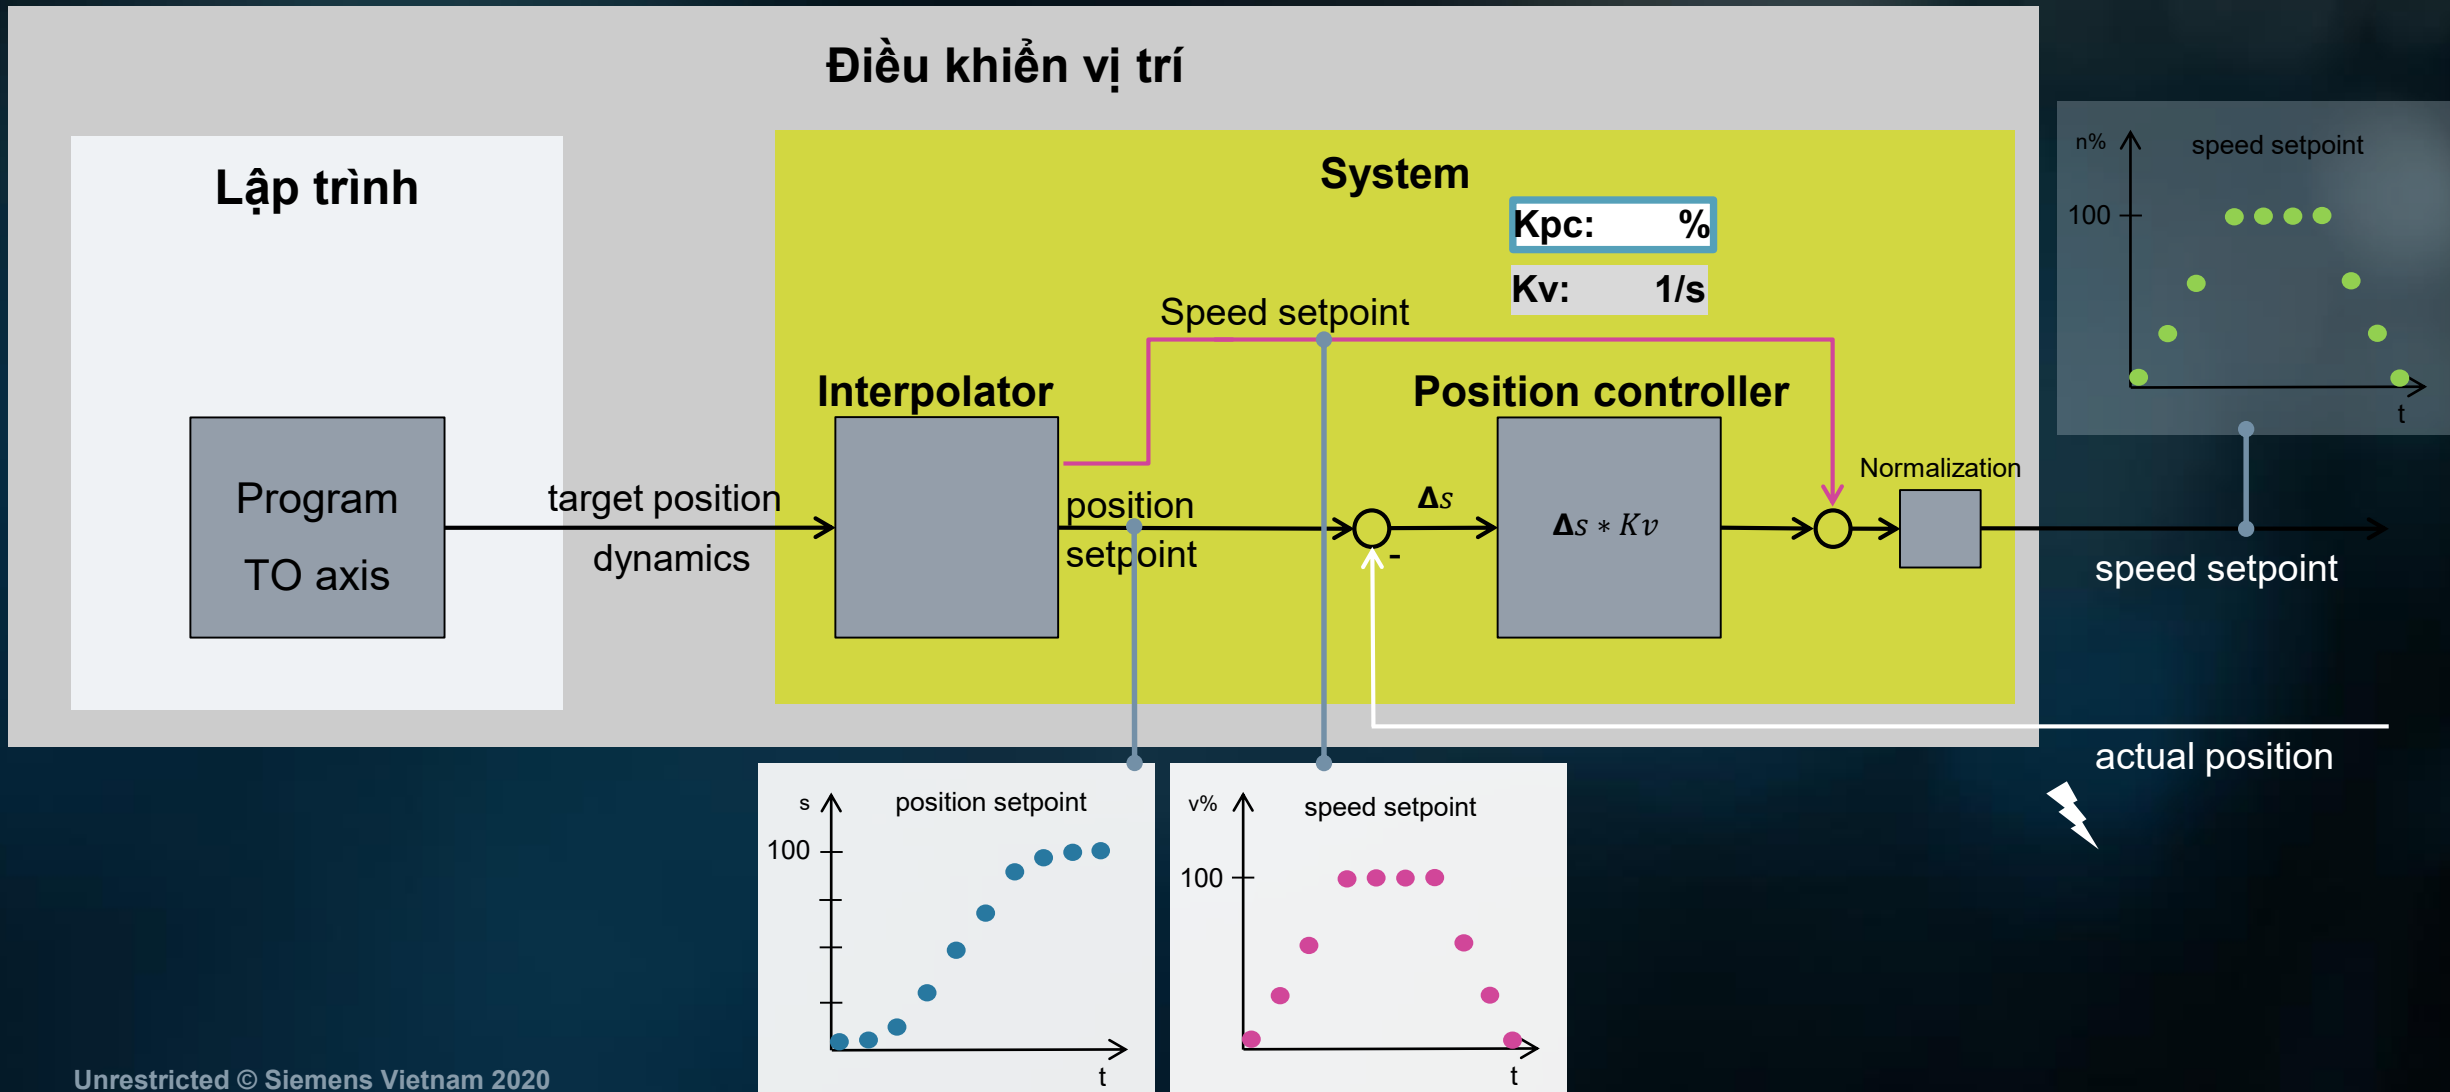 Điều khiển vị trí
Lập trình
System
Kpc: %
Kv: 1/s
Speed setpoint
Interpolator
Position controller
Normalization
Program
TO axis
target position
dynamics
position
setpoint
Δs
-
Δs ∗ Kv
speed setpoint
actual position
n%
speed setpoint
100
t
s
position setpoint
100
t
v%
speed setpoint
100
t
Unrestricted © Siemens Vietnam 2020